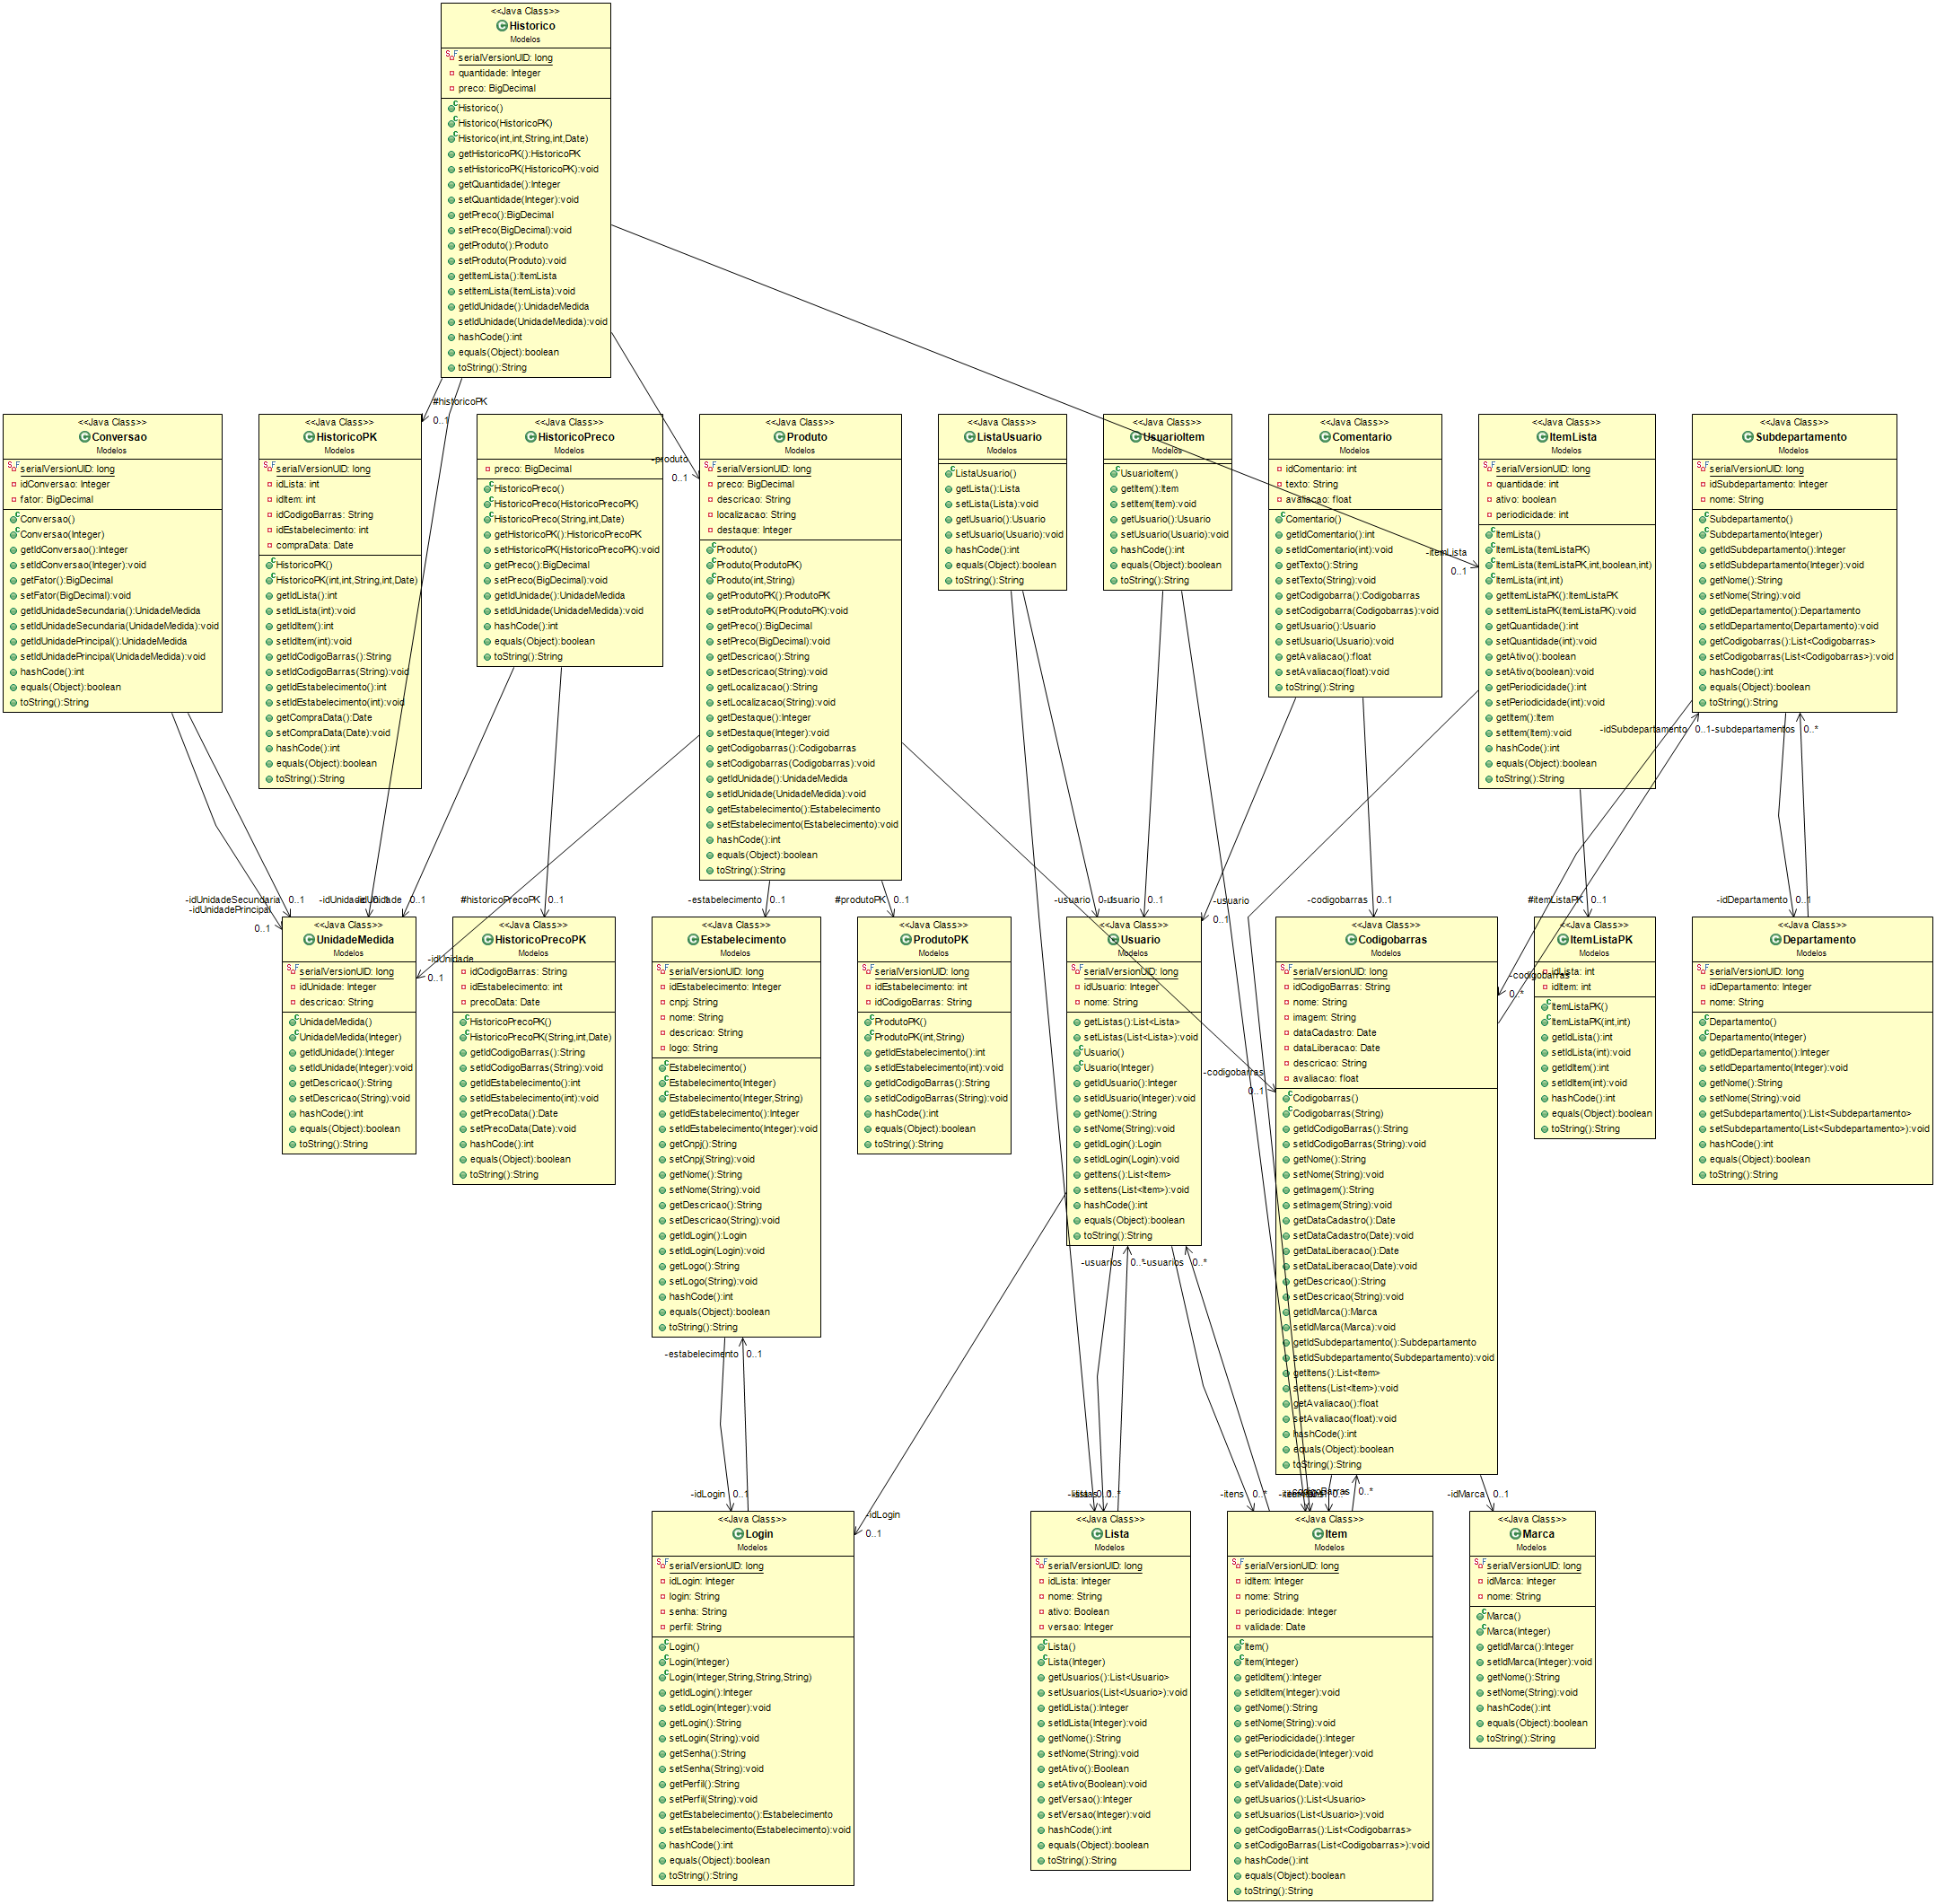 <<Java Class>>
Historico
Modelos
serialVersionUID: long
quantidade: Integer
preco: BigDecimal
Historico()
Historico(HistoricoPK)
Historico(int,int,String,int,Date)
getHistoricoPK():HistoricoPK
setHistoricoPK(HistoricoPK):void
getQuantidade():Integer
setQuantidade(Integer):void
getPreco():BigDecimal
setPreco(BigDecimal):void
getProduto():Produto
setProduto(Produto):void
getItemLista():ItemLista
setItemLista(ItemLista):void
getIdUnidade():UnidadeMedida
setIdUnidade(UnidadeMedida):void
hashCode():int
equals(Object):boolean
toString():String
#historicoPK
0..1
-produto
0..1
-itemLista
0..1
<<Java Class>>
Conversao
Modelos
serialVersionUID: long
idConversao: Integer
fator: BigDecimal
Conversao()
Conversao(Integer)
getIdConversao():Integer
setIdConversao(Integer):void
getFator():BigDecimal
setFator(BigDecimal):void
getIdUnidadeSecundaria():UnidadeMedida
setIdUnidadeSecundaria(UnidadeMedida):void
getIdUnidadePrincipal():UnidadeMedida
setIdUnidadePrincipal(UnidadeMedida):void
hashCode():int
equals(Object):boolean
toString():String
<<Java Class>>
HistoricoPK
Modelos
serialVersionUID: long
idLista: int
idItem: int
idCodigoBarras: String
idEstabelecimento: int
compraData: Date
HistoricoPK()
HistoricoPK(int,int,String,int,Date)
getIdLista():int
setIdLista(int):void
getIdItem():int
setIdItem(int):void
getIdCodigoBarras():String
setIdCodigoBarras(String):void
getIdEstabelecimento():int
setIdEstabelecimento(int):void
getCompraData():Date
setCompraData(Date):void
hashCode():int
equals(Object):boolean
toString():String
<<Java Class>>
HistoricoPreco
Modelos
preco: BigDecimal
HistoricoPreco()
HistoricoPreco(HistoricoPrecoPK)
HistoricoPreco(String,int,Date)
getHistoricoPK():HistoricoPrecoPK
setHistoricoPK(HistoricoPrecoPK):void
getPreco():BigDecimal
setPreco(BigDecimal):void
getIdUnidade():UnidadeMedida
setIdUnidade(UnidadeMedida):void
hashCode():int
equals(Object):boolean
toString():String
<<Java Class>>
Produto
Modelos
serialVersionUID: long
preco: BigDecimal
descricao: String
localizacao: String
destaque: Integer
Produto()
Produto(ProdutoPK)
Produto(int,String)
getProdutoPK():ProdutoPK
setProdutoPK(ProdutoPK):void
getPreco():BigDecimal
setPreco(BigDecimal):void
getDescricao():String
setDescricao(String):void
getLocalizacao():String
setLocalizacao(String):void
getDestaque():Integer
setDestaque(Integer):void
getCodigobarras():Codigobarras
setCodigobarras(Codigobarras):void
getIdUnidade():UnidadeMedida
setIdUnidade(UnidadeMedida):void
getEstabelecimento():Estabelecimento
setEstabelecimento(Estabelecimento):void
hashCode():int
equals(Object):boolean
toString():String
<<Java Class>>
ListaUsuario
Modelos
ListaUsuario()
getLista():Lista
setLista(Lista):void
getUsuario():Usuario
setUsuario(Usuario):void
hashCode():int
equals(Object):boolean
toString():String
<<Java Class>>
UsuarioItem
Modelos
UsuarioItem()
getItem():Item
setItem(Item):void
getUsuario():Usuario
setUsuario(Usuario):void
hashCode():int
equals(Object):boolean
toString():String
<<Java Class>>
Comentario
Modelos
idComentario: int
texto: String
avaliacao: float
Comentario()
getIdComentario():int
setIdComentario(int):void
getTexto():String
setTexto(String):void
getCodigobarra():Codigobarras
setCodigobarra(Codigobarras):void
getUsuario():Usuario
setUsuario(Usuario):void
getAvaliacao():float
setAvaliacao(float):void
toString():String
<<Java Class>>
ItemLista
Modelos
serialVersionUID: long
quantidade: int
ativo: boolean
periodicidade: int
ItemLista()
ItemLista(ItemListaPK)
ItemLista(ItemListaPK,int,boolean,int)
ItemLista(int,int)
getItemListaPK():ItemListaPK
setItemListaPK(ItemListaPK):void
getQuantidade():int
setQuantidade(int):void
getAtivo():boolean
setAtivo(boolean):void
getPeriodicidade():int
setPeriodicidade(int):void
getItem():Item
setItem(Item):void
hashCode():int
equals(Object):boolean
toString():String
<<Java Class>>
Subdepartamento
Modelos
serialVersionUID: long
idSubdepartamento: Integer
nome: String
Subdepartamento()
Subdepartamento(Integer)
getIdSubdepartamento():Integer
setIdSubdepartamento(Integer):void
getNome():String
setNome(String):void
getIdDepartamento():Departamento
setIdDepartamento(Departamento):void
getCodigobarras():List<Codigobarras>
setCodigobarras(List<Codigobarras>):void
hashCode():int
equals(Object):boolean
toString():String
-idSubdepartamento 0..1
-subdepartamentos 0..*
-idUnidadeSecundaria 0..1
-idUnidadePrincipal
0..1
-idUnidade 0..1
-idUnidade 0..1
-idUnidade
0..1
#historicoPrecoPK 0..1
-estabelecimento 0..1
#produtoPK 0..1
-usuario 0..1
-usuario 0..1
-usuario
0..1
-codigobarras 0..1
#itemListaPK 0..1
-idDepartamento 0..1
-codigobarras
0..*
-codigobarras
0..1
<<Java Class>>
UnidadeMedida
Modelos
serialVersionUID: long
idUnidade: Integer
descricao: String
UnidadeMedida()
UnidadeMedida(Integer)
getIdUnidade():Integer
setIdUnidade(Integer):void
getDescricao():String
setDescricao(String):void
hashCode():int
equals(Object):boolean
toString():String
<<Java Class>>
HistoricoPrecoPK
Modelos
idCodigoBarras: String
idEstabelecimento: int
precoData: Date
HistoricoPrecoPK()
HistoricoPrecoPK(String,int,Date)
getIdCodigoBarras():String
setIdCodigoBarras(String):void
getIdEstabelecimento():int
setIdEstabelecimento(int):void
getPrecoData():Date
setPrecoData(Date):void
hashCode():int
equals(Object):boolean
toString():String
<<Java Class>>
Estabelecimento
Modelos
serialVersionUID: long
idEstabelecimento: Integer
cnpj: String
nome: String
descricao: String
logo: String
Estabelecimento()
Estabelecimento(Integer)
Estabelecimento(Integer,String)
getIdEstabelecimento():Integer
setIdEstabelecimento(Integer):void
getCnpj():String
setCnpj(String):void
getNome():String
setNome(String):void
getDescricao():String
setDescricao(String):void
getIdLogin():Login
setIdLogin(Login):void
getLogo():String
setLogo(String):void
hashCode():int
equals(Object):boolean
toString():String
<<Java Class>>
ProdutoPK
Modelos
serialVersionUID: long
idEstabelecimento: int
idCodigoBarras: String
ProdutoPK()
ProdutoPK(int,String)
getIdEstabelecimento():int
setIdEstabelecimento(int):void
getIdCodigoBarras():String
setIdCodigoBarras(String):void
hashCode():int
equals(Object):boolean
toString():String
<<Java Class>>
Usuario
Modelos
serialVersionUID: long
idUsuario: Integer
nome: String
getListas():List<Lista>
setListas(List<Lista>):void
Usuario()
Usuario(Integer)
getIdUsuario():Integer
setIdUsuario(Integer):void
getNome():String
setNome(String):void
getIdLogin():Login
setIdLogin(Login):void
getItens():List<Item>
setItens(List<Item>):void
hashCode():int
equals(Object):boolean
toString():String
<<Java Class>>
Codigobarras
Modelos
serialVersionUID: long
idCodigoBarras: String
nome: String
imagem: String
dataCadastro: Date
dataLiberacao: Date
descricao: String
avaliacao: float
Codigobarras()
Codigobarras(String)
getIdCodigoBarras():String
setIdCodigoBarras(String):void
getNome():String
setNome(String):void
getImagem():String
setImagem(String):void
getDataCadastro():Date
setDataCadastro(Date):void
getDataLiberacao():Date
setDataLiberacao(Date):void
getDescricao():String
setDescricao(String):void
getIdMarca():Marca
setIdMarca(Marca):void
getIdSubdepartamento():Subdepartamento
setIdSubdepartamento(Subdepartamento):void
getItens():List<Item>
setItens(List<Item>):void
getAvaliacao():float
setAvaliacao(float):void
hashCode():int
equals(Object):boolean
toString():String
<<Java Class>>
ItemListaPK
Modelos
idLista: int
idItem: int
ItemListaPK()
ItemListaPK(int,int)
getIdLista():int
setIdLista(int):void
getIdItem():int
setIdItem(int):void
hashCode():int
equals(Object):boolean
toString():String
<<Java Class>>
Departamento
Modelos
serialVersionUID: long
idDepartamento: Integer
nome: String
Departamento()
Departamento(Integer)
getIdDepartamento():Integer
setIdDepartamento(Integer):void
getNome():String
setNome(String):void
getSubdepartamento():List<Subdepartamento>
setSubdepartamento(List<Subdepartamento>):void
hashCode():int
equals(Object):boolean
toString():String
-usuarios 0..*
-usuarios 0..*
-estabelecimento 0..1
-idLogin 0..1
-idLogin
0..1
-itens 0..*
-codigoBarras 0..*
-idMarca 0..1
<<Java Class>>
Login
Modelos
serialVersionUID: long
idLogin: Integer
login: String
senha: String
perfil: String
Login()
Login(Integer)
Login(Integer,String,String,String)
getIdLogin():Integer
setIdLogin(Integer):void
getLogin():String
setLogin(String):void
getSenha():String
setSenha(String):void
getPerfil():String
setPerfil(String):void
getEstabelecimento():Estabelecimento
setEstabelecimento(Estabelecimento):void
hashCode():int
equals(Object):boolean
toString():String
<<Java Class>>
Lista
Modelos
serialVersionUID: long
idLista: Integer
nome: String
ativo: Boolean
versao: Integer
Lista()
Lista(Integer)
getUsuarios():List<Usuario>
setUsuarios(List<Usuario>):void
getIdLista():Integer
setIdLista(Integer):void
getNome():String
setNome(String):void
getAtivo():Boolean
setAtivo(Boolean):void
getVersao():Integer
setVersao(Integer):void
hashCode():int
equals(Object):boolean
toString():String
<<Java Class>>
Item
Modelos
serialVersionUID: long
idItem: Integer
nome: String
periodicidade: Integer
validade: Date
Item()
Item(Integer)
getIdItem():Integer
setIdItem(Integer):void
getNome():String
setNome(String):void
getPeriodicidade():Integer
setPeriodicidade(Integer):void
getValidade():Date
setValidade(Date):void
getUsuarios():List<Usuario>
setUsuarios(List<Usuario>):void
getCodigoBarras():List<Codigobarras>
setCodigoBarras(List<Codigobarras>):void
hashCode():int
equals(Object):boolean
toString():String
<<Java Class>>
Marca
Modelos
serialVersionUID: long
idMarca: Integer
nome: String
Marca()
Marca(Integer)
getIdMarca():Integer
setIdMarca(Integer):void
getNome():String
setNome(String):void
hashCode():int
equals(Object):boolean
toString():String